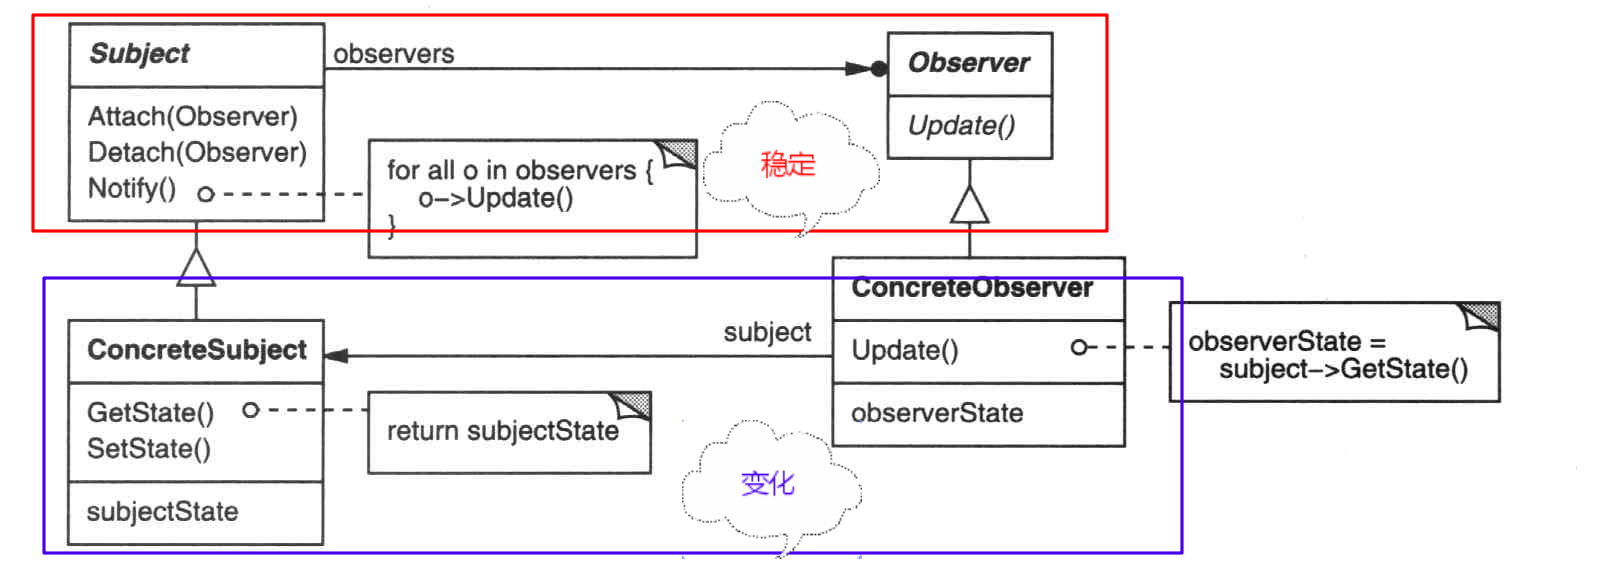 Subject
observers
Observer
Attach(Observer)
Detach(Observer)
Notify()
for all o in observers {
o–>Update()
}
稳定
Update()
ConcreteObserver
ConcreteSubject
subject
Update()
observerState =
subject–>GetState()
GetState()
SetState()
return subjectState
observerState
变化
subjectState